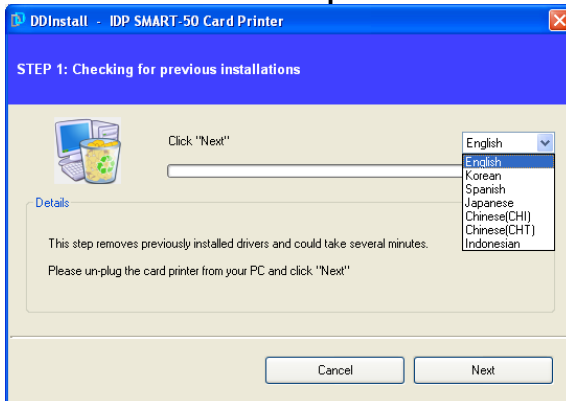 DDInstall - IDP SMART-50 Card Printer
STEP 1: Checking for previous installations
Click "Next"
English
English
Korean
Spanish
Japanese
Chinese(CHI)
Chinese(CHT)
Indonesian
Details
This step removes previously installed drivers and could take several minutes.
Please un-plug the card printer from your PC and click "Next"
Cancel
Next